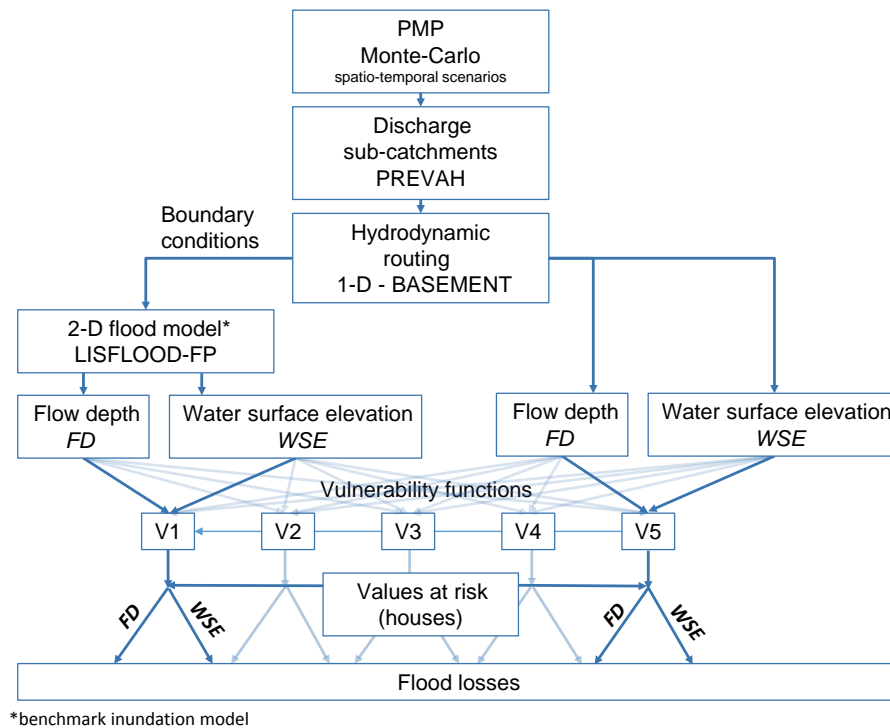 PMP
Monte-Carlo
spatio-temporal scenarios
Discharge
sub-catchments
PREVAH
Boundary
conditions
Hydrodynamic
routing
1-D - BASEMENT
2-D flood model*
LISFLOOD-FP
Flow depth
FD
Water surface elevation
WSE
Flow depth
FD
Water surface elevation
WSE
Vulnerability functions
V1
V2
V3
V4
V5
Values at risk
(houses)
FD
WSE
FD
WSE
Flood losses
*benchmark inundation model